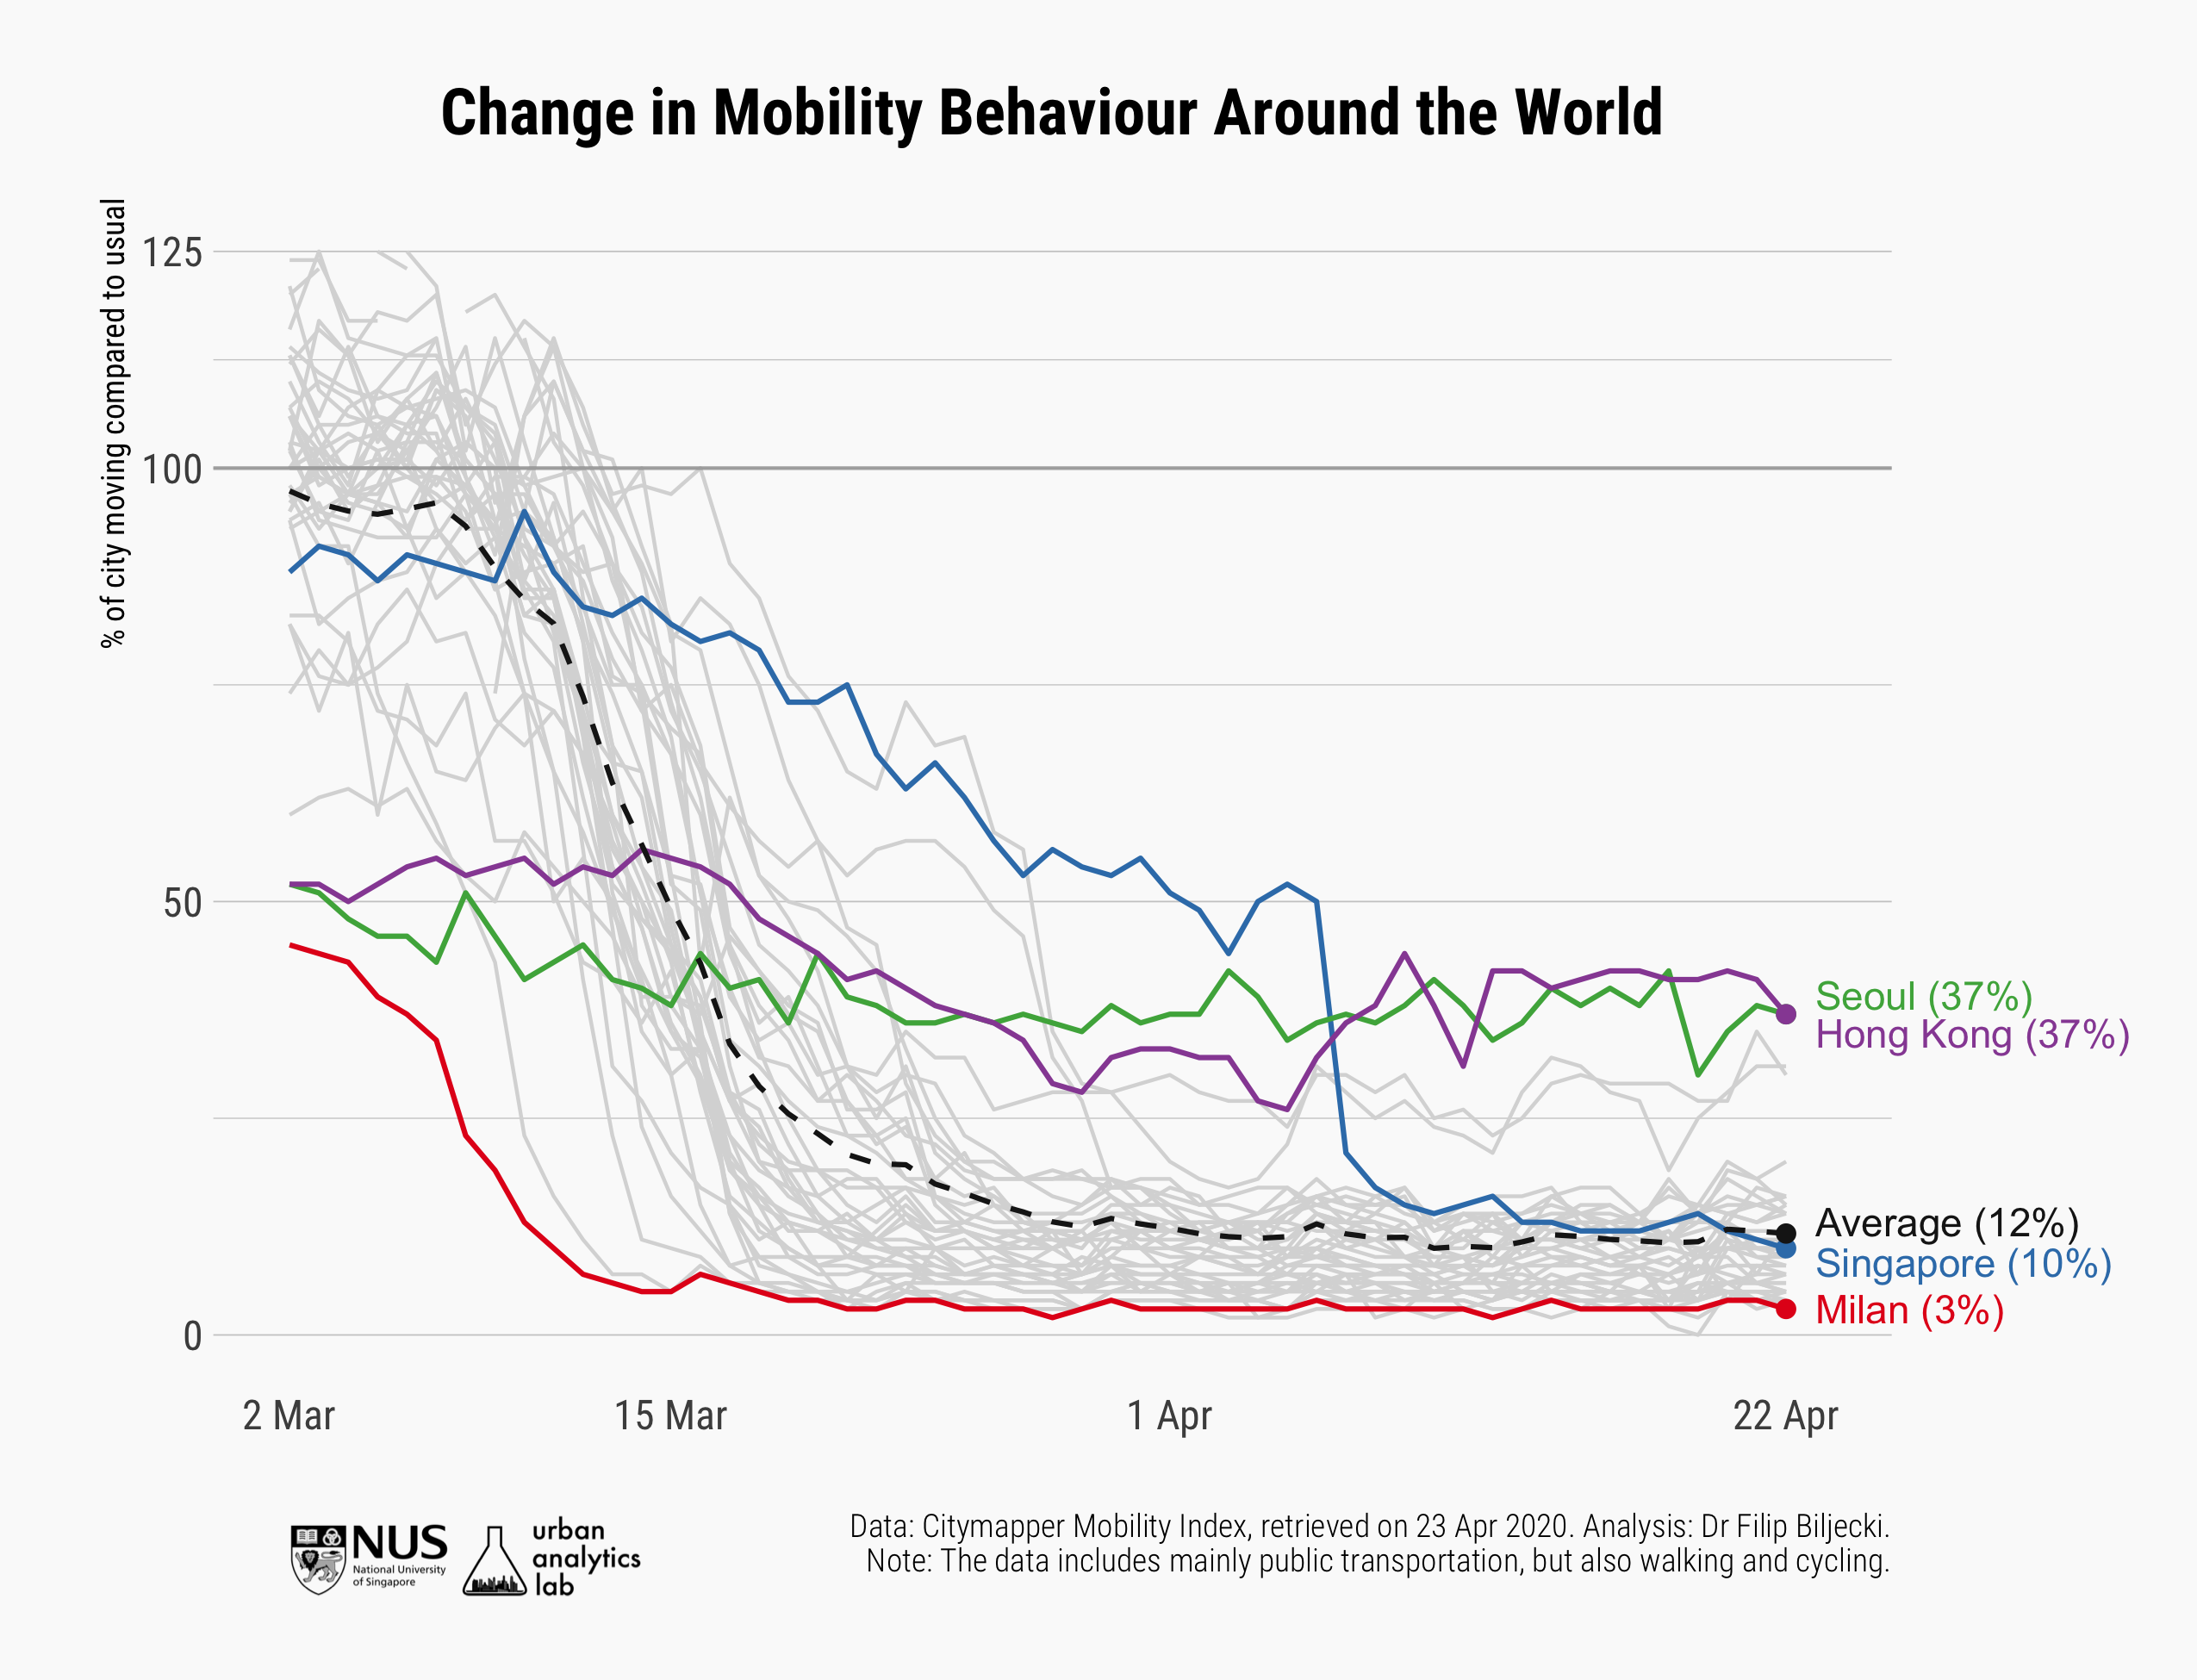 Change in Mobility Behaviour Around the World
% of city moving compared to usual
125
100
50
0
Seoul (37%)
Hong Kong (37%)
Average (12%)
Singapore (10%)
Milan (3%)
2 Mar
15 Mar
1 Apr
22 Apr
NUS
National University
of Singapore
urban
analytics
lab
Data: Citymapper Mobility Index, retrieved on 23 Apr 2020. Analysis: Dr Filip Biljecki.
Note: The data includes mainly public transportation, but also walking and cycling.